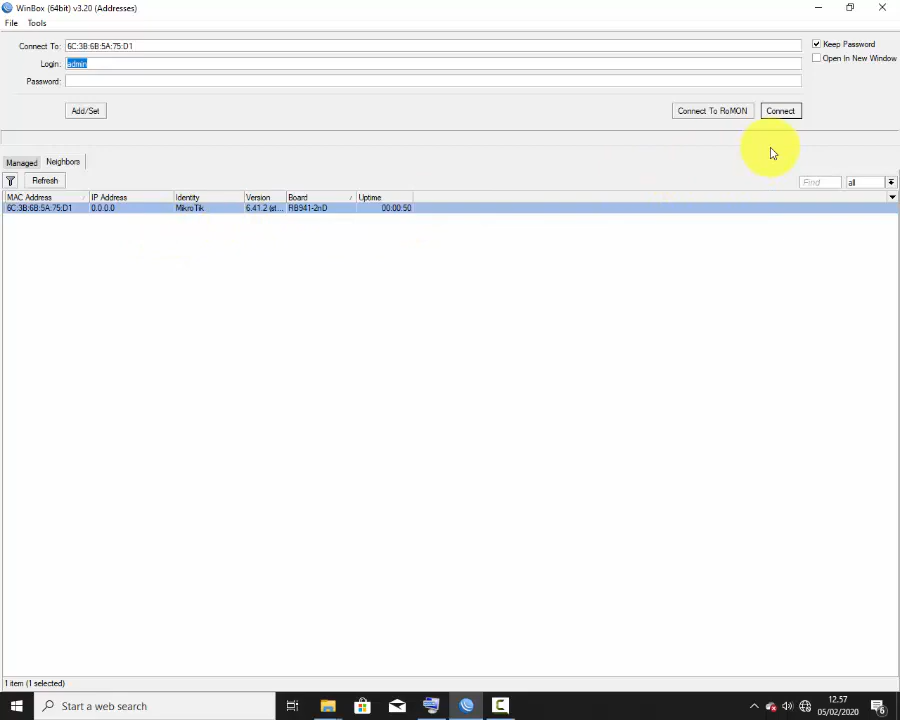 WinBox (64bit) v3.20 (Addresses)
File Tools
Connect To: 6C:3B:6B:5A:75:D1
Keep Password
Login: admin
Open In New Window
Password:
Add/Set
Connect To RoMON
Connect
Managed Neighbors
Refresh
Find
all
MAC Address IP Address Identity Version Board Uptime
6C:3B:6B:5A:75:D1 0.0.0.0 MikroTik 6.41.2 (st... RB941-2nD 00:00:50
1 item (1 selected)
Start a web search
12.57
05/02/2020
6